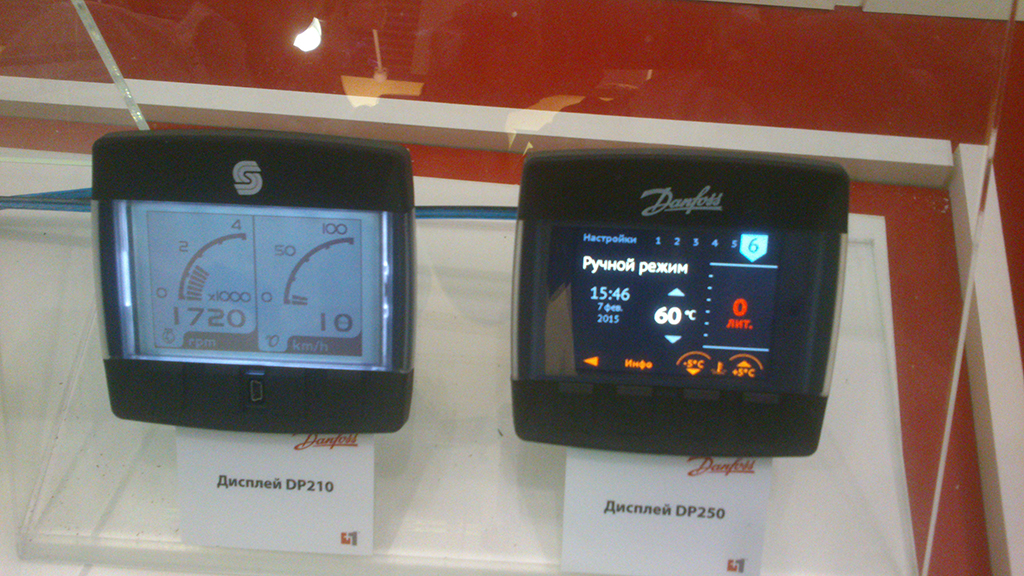 4
2
0
x1000
1720
rpm
100
50
0
10
km/h
Danfoss
Дисплей DP210
Danfoss
Настройки 1 2 3 4 5 6
Ручной режим
15:46
7 фев.
2015
60 °C
0
лит.
Инфо
-5°C
+5°C
Danfoss
Дисплей DP250